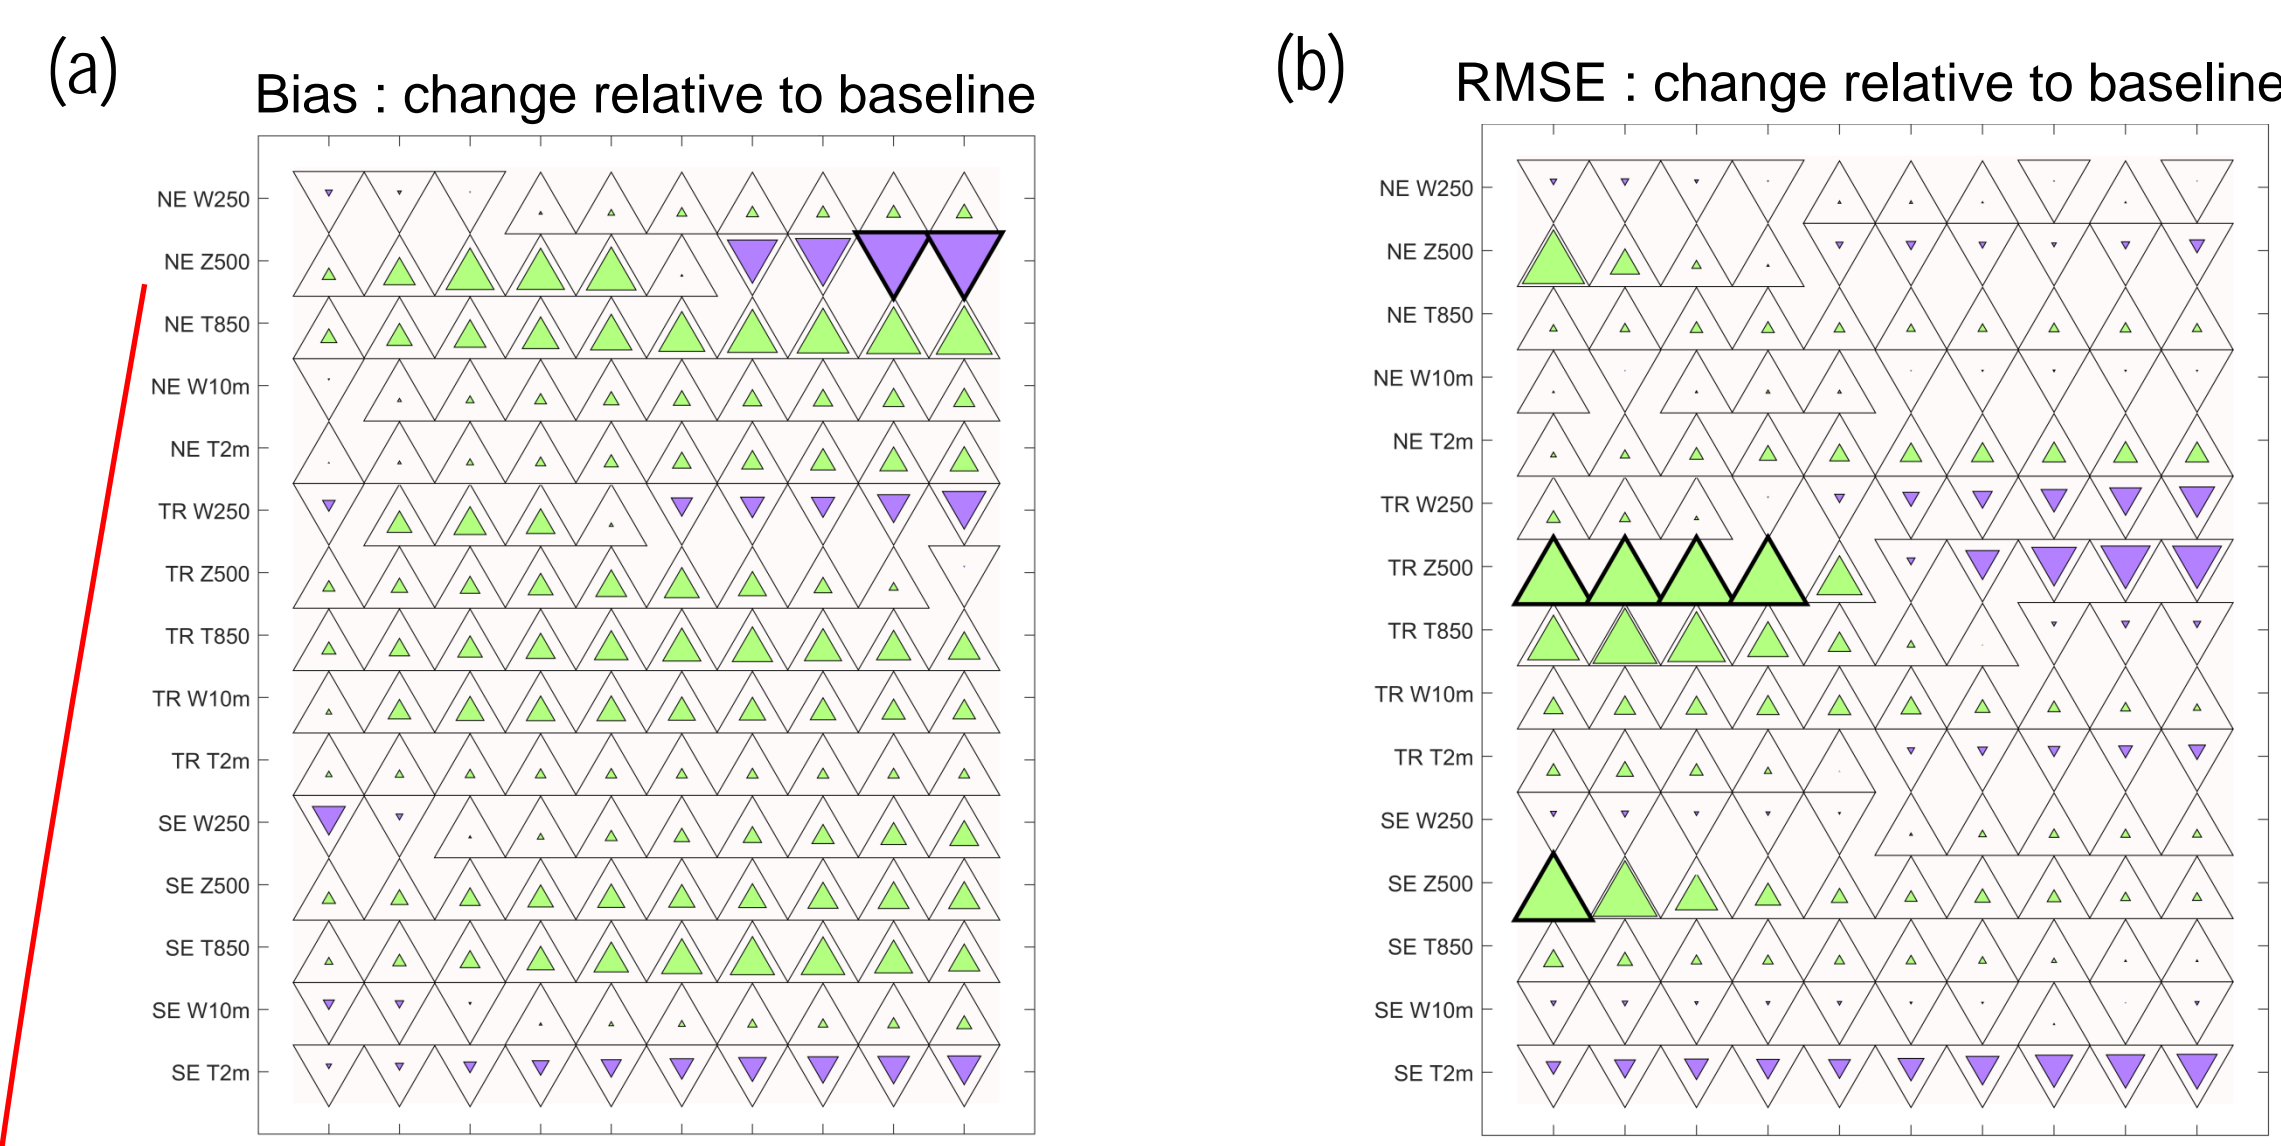 (a)
Bias : change relative to baseline
NE W250
NE Z500
NE T850
NE W10m
NE T2m
TR W250
TR Z500
TR T850
TR W10m
TR T2m
SE W250
SE Z500
SE T850
SE W10m
SE T2m
(b)
RMSE : change relative to baseline
NE W250
NE Z500
NE T850
NE W10m
NE T2m
TR W250
TR Z500
TR T850
TR W10m
TR T2m
SE W250
SE Z500
SE T850
SE W10m
SE T2m